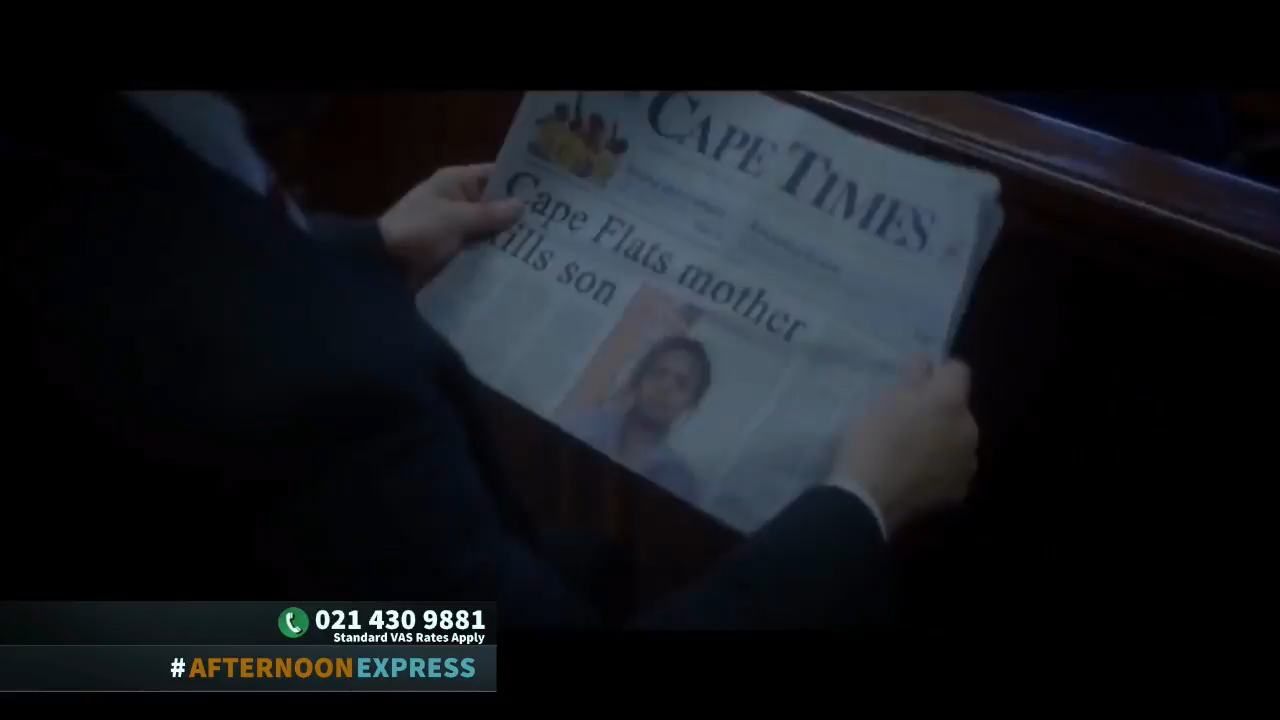 CAPE TIMES
Cape Flats mother
kills son
021 430 9881
Standard VAS Rates Apply
#AFTERNOONEXPRESS